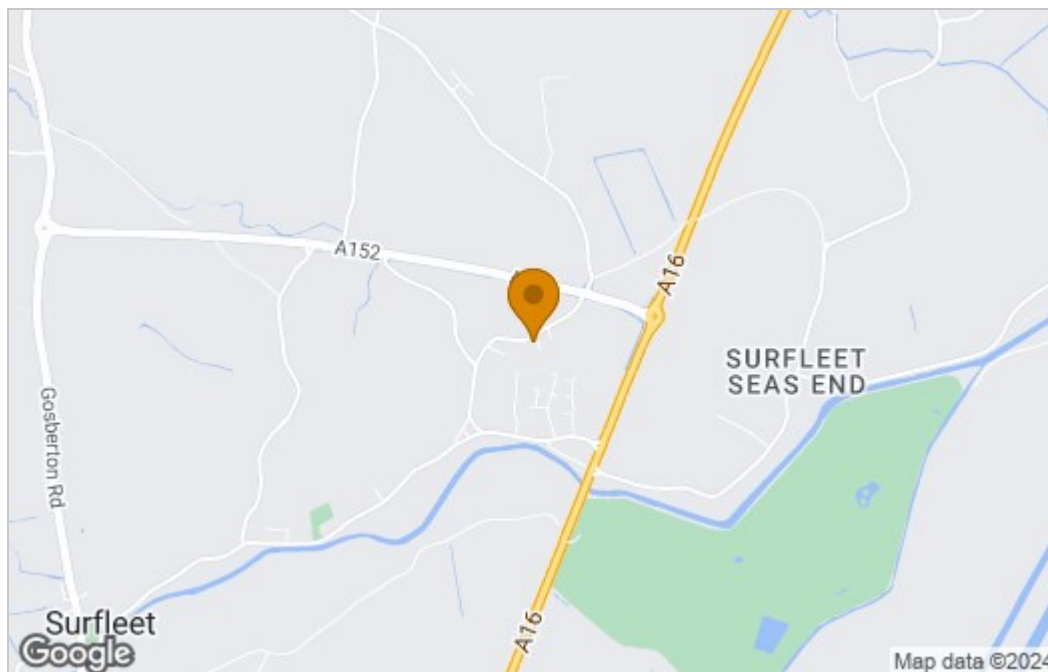 A152
A16
SURFLEET
SEAS END
Gosberton Rd
Surfleet
A16
Google
Map data ©2024